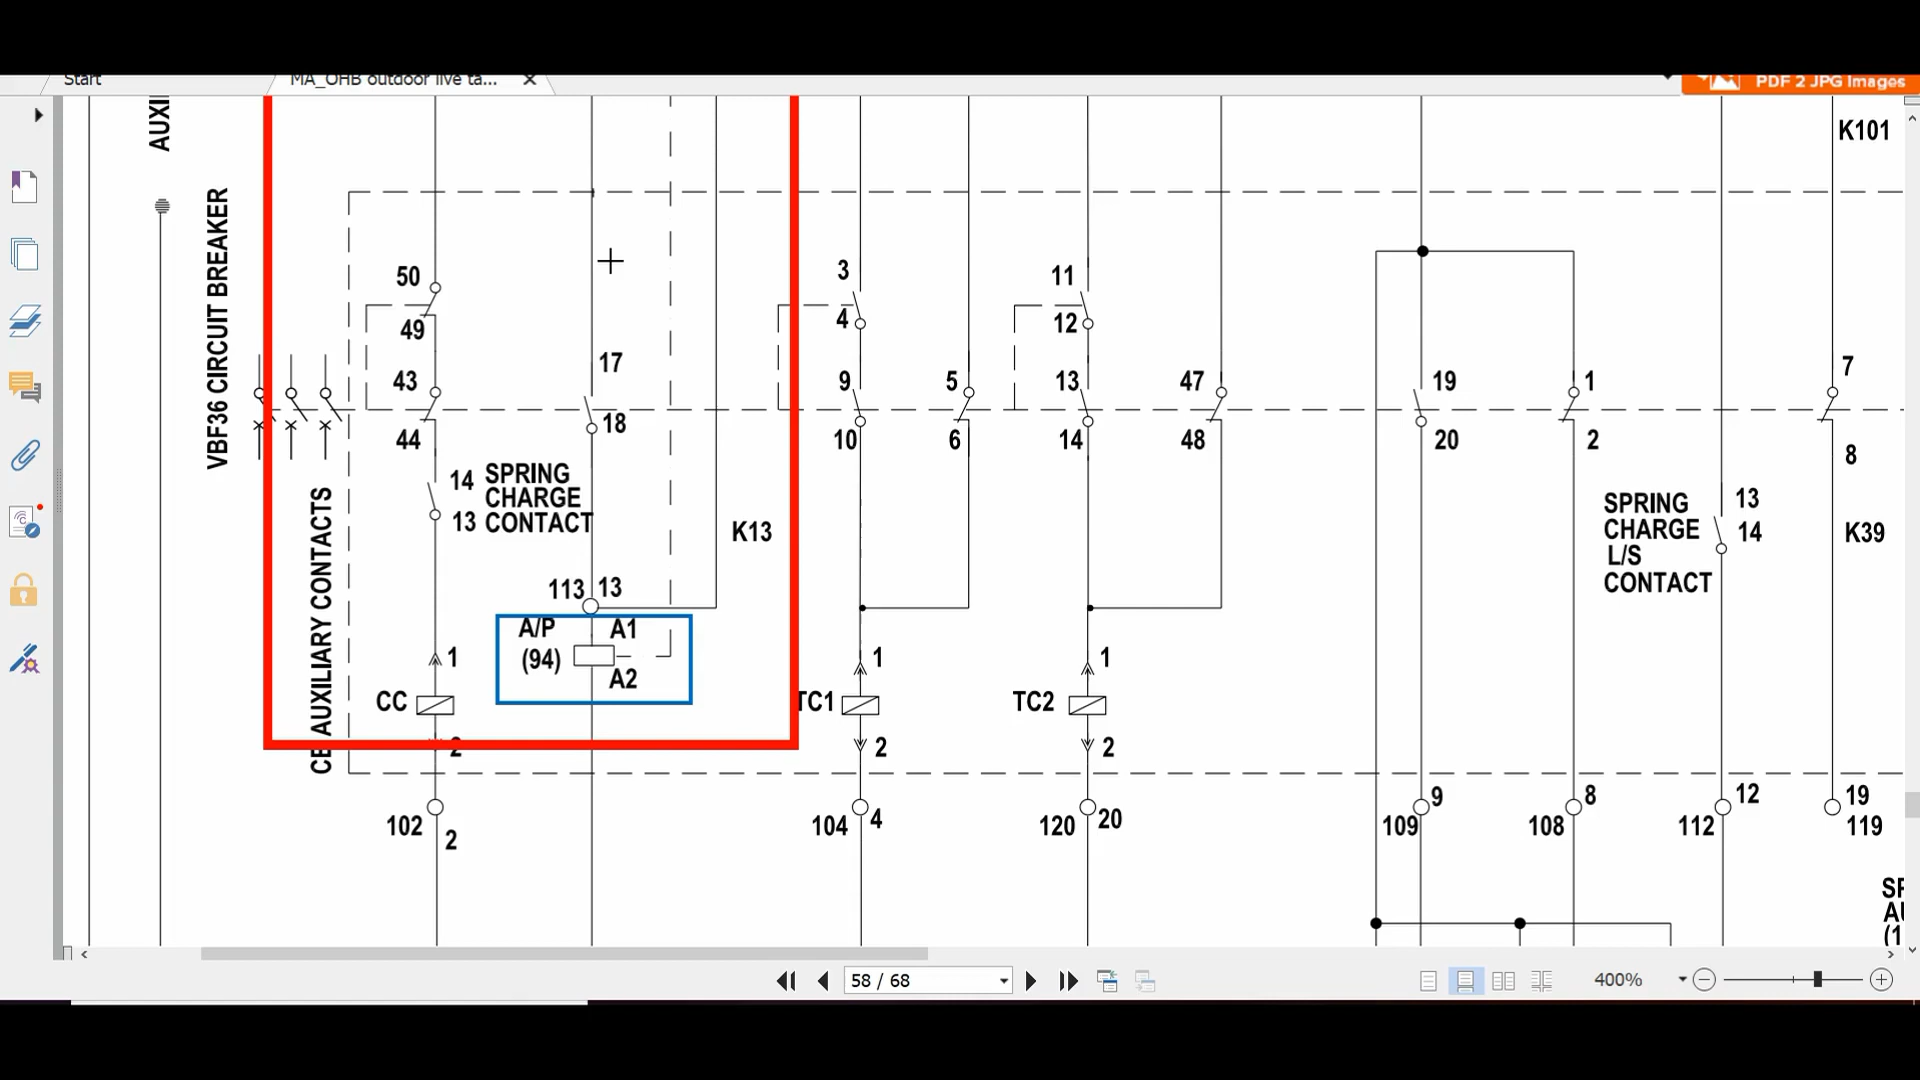 Start
MA_OHB outdoor live ta...
PDF 2 JPG Images
AUXI
K101
VBF36 CIRCUIT BREAKER
50
49
43
44
14 SPRING
CHARGE
13 CONTACT
17
18
K13
113 13
A/P A1
(94)
A2
CB AUXILIARY CONTACTS
1
CC
2
102
2
3
4
9
10
5
6
1
TC1
2
104 4
11
12
13
14
47
48
1
TC2
2
120 20
19
20
1
2
9
109
8
108
SPRING
CHARGE
L/S
CONTACT
13
14
12
112
7
8
K39
19
119
(1
58 / 68
400%